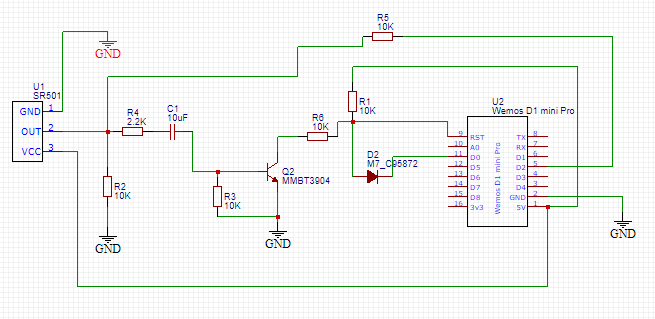 R5
10K
GND
U1
SR501
GND 1
OUT 2
VCC 3
R4
2.2K
C1
10uF
R6
10K
R1
10K
U2
Wemos D1 mini Pro
Wemos D1 mini Pro
9 RST
10 A0
11 D0
12 D5
13 D6
14 D7
15 D8
16 3v3
TX 8
RX 7
D1 6
D2 5
D3 4
D4 3
GND 2
5V 1
D2
M7_C95872
Q2
MMBT3904
R2
10K
R3
10K
GND
GND
GND